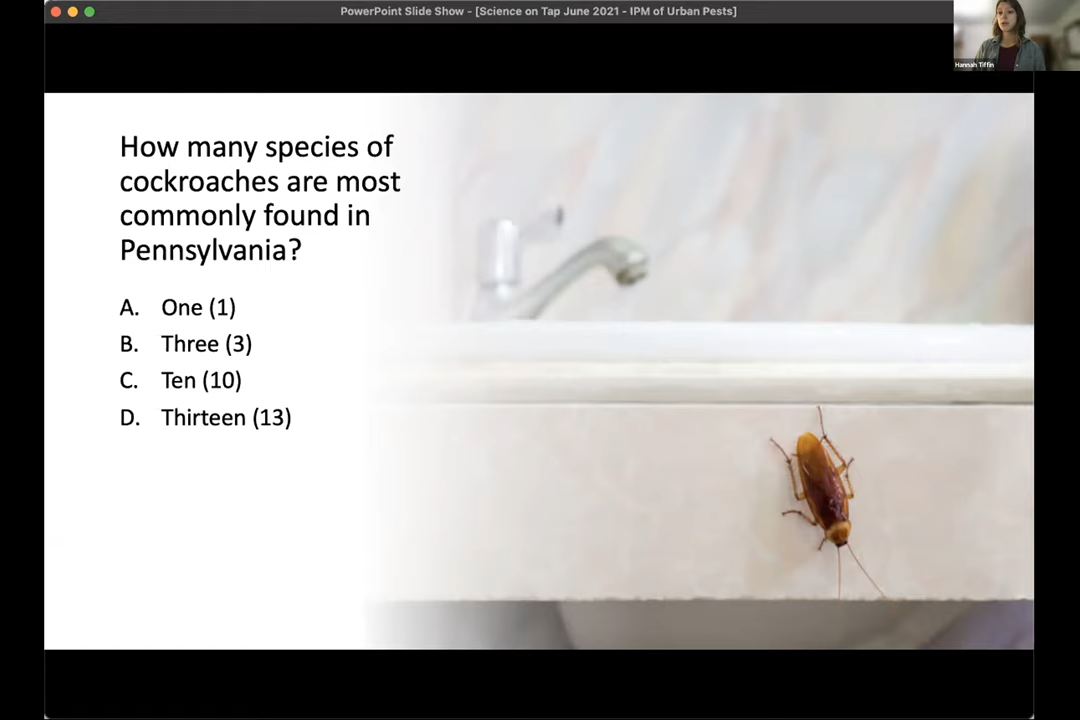 PowerPoint Slide Show - [Science on Tap June 2021 - IPM of Urban Pests]
Hannah Tiffin
How many species of
cockroaches are most
commonly found in
Pennsylvania?
A. One (1)
B. Three (3)
C. Ten (10)
D. Thirteen (13)